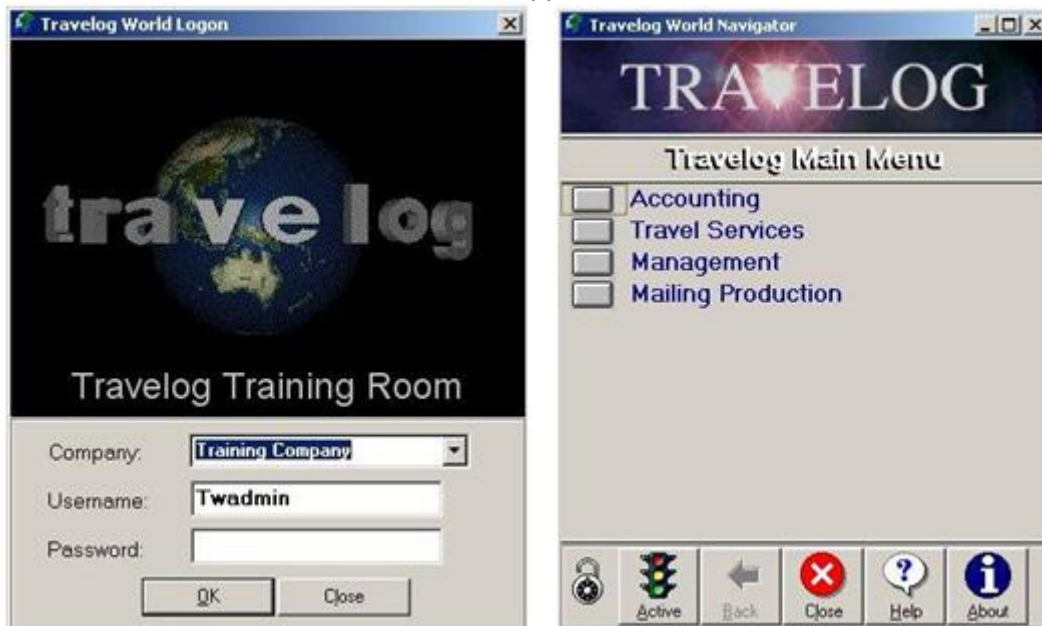 Travelog World Logon
travelog
Travelog Training Room
Company: Training Company
Username: Twadmin
Password:
OK Close
Travelog World Navigator
TRAVELOG
Travelog Main Menu
Accounting
Travel Services
Management
Mailing Production
Active Back Close Help About